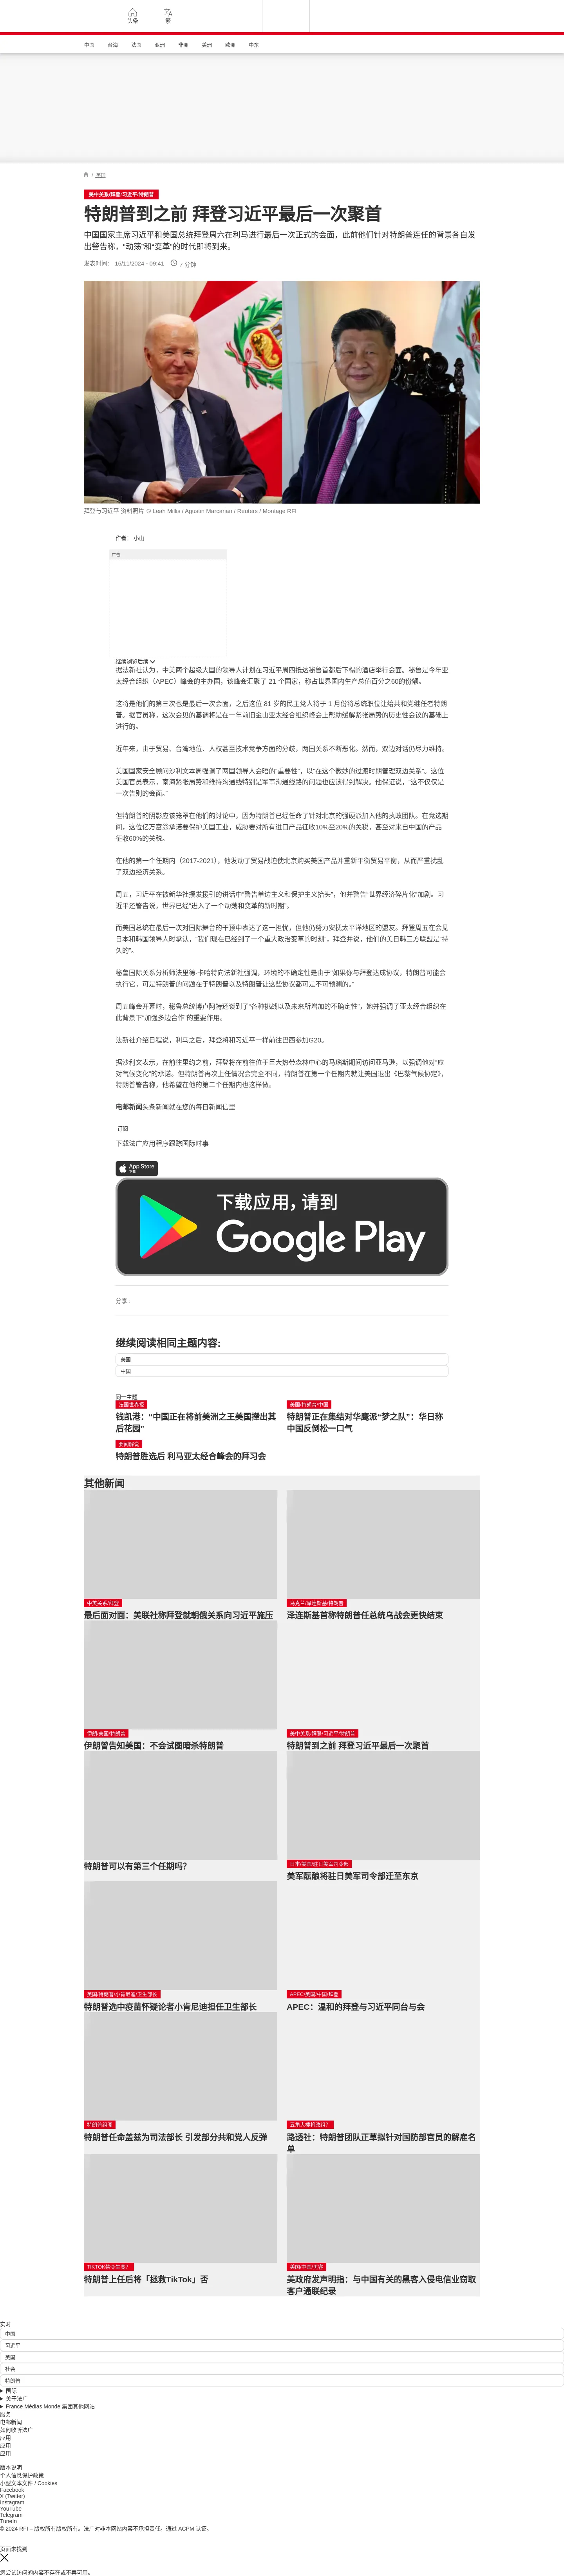 头条
繁
中国
台海
法国
亚洲
非洲
美洲
欧洲
中东
/ 美国
美中关系/拜登/习近平/特朗普
特朗普到之前 拜登习近平最后一次聚首
中国国家主席习近平和美国总统拜登周六在利马进行最后一次正式的会面，此前他们针对特朗普连任的背景各自发
出警告称，“动荡”和“变革”的时代即将到来。
发表时间： 16/11/2024 - 09:41 7 分钟
拜登与习近平 资料照片 © Leah Millis / Agustin Marcarian / Reuters / Montage RFI
作者： 小山
广告
继续浏览后续
据法新社认为，中美两个超级大国的领导人计划在习近平周四抵达秘鲁首都后下榻的酒店举行会面。秘鲁是今年亚
太经合组织（APEC）峰会的主办国，该峰会汇聚了 21 个国家，称占世界国内生产总值百分之60的份额。
这将是他们的第三次也是最后一次会面，之后这位 81 岁的民主党人将于 1 月份将总统职位让给共和党继任者特朗
普。据官员称，这次会见的基调将是在一年前旧金山亚太经合组织峰会上帮助缓解紧张局势的历史性会议的基础上
进行的。
近年来，由于贸易、台湾地位、人权甚至技术竞争方面的分歧，两国关系不断恶化。然而，双边对话仍尽力维持。
美国国家安全顾问沙利文本周强调了两国领导人会晤的“重要性”，以“在这个微妙的过渡时期管理双边关系”。这位
美国官员表示，南海紧张局势和维持沟通线特别是军事沟通线路的问题也应该得到解决。他保证说，“这不仅仅是
一次告别的会面。”
但特朗普的阴影应该笼罩在他们的讨论中，因为特朗普已经任命了针对北京的强硬派加入他的执政团队。在竞选期
间，这位亿万富翁承诺要保护美国工业，威胁要对所有进口产品征收10%至20%的关税，甚至对来自中国的产品
征收60%的关税。
在他的第一个任期内（2017-2021），他发动了贸易战迫使北京购买美国产品并重新平衡贸易平衡，从而严重扰乱
了双边经济关系。
周五，习近平在被新华社撰发援引的讲话中“警告单边主义和保护主义抬头”，他并警告“世界经济碎片化”加剧。习
近平还警告说，世界已经“进入了一个动荡和变革的新时期”。
而美国总统在最后一次对国际舞台的干预中表达了这一担忧，但他仍努力安抚太平洋地区的盟友。拜登周五在会见
日本和韩国领导人时承认，“我们现在已经到了一个重大政治变革的时刻”，拜登并说，他们的美日韩三方联盟是“持
久的”。
秘鲁国际关系分析师法里德·卡哈特向法新社强调，环境的不确定性是由于“如果你与拜登达成协议，特朗普可能会
执行它，可是特朗普的问题在于特朗普以及特朗普让这些协议都可是不可预测的。”
周五峰会开幕时，秘鲁总统博卢阿特还谈到了“各种挑战以及未来所增加的不确定性”，她并强调了亚太经合组织在
此背景下“加强多边合作”的重要作用。
法新社介绍日程说，利马之后，拜登将和习近平一样前往巴西参加G20。
据沙利文表示，在前往里约之前，拜登将在前往位于巨大热带森林中心的马瑙斯期间访问亚马逊，以强调他对“应
对气候变化”的承诺。但特朗普再次上任情况会完全不同，特朗普在第一个任期内就让美国退出《巴黎气候协定》，
特朗普警告称，他希望在他的第二个任期内也这样做。
电邮新闻头条新闻就在您的每日新闻信里
订阅
下载法广应用程序跟踪国际时事
App Store
下载
下载应用，请到
Google Play
分享 :
继续阅读相同主题内容:
美国
中国
同一主题
法国世界报
钱凯港：“中国正在将前美洲之王美国撵出其
后花园”
美国/特朗普/中国
特朗普正在集结对华鹰派“梦之队”：华日称
中国反倒松一口气
要闻解说
特朗普胜选后 利马亚太经合峰会的拜习会
其他新闻
中美关系/拜登
最后面对面：美联社称拜登就朝俄关系向习近平施压
乌克兰/泽连斯基/特朗普
泽连斯基首称特朗普任总统乌战会更快结束
伊朗/美国/特朗普
伊朗曾告知美国：不会试图暗杀特朗普
美中关系/拜登/习近平/特朗普
特朗普到之前 拜登习近平最后一次聚首
特朗普可以有第三个任期吗？
日本/美国/驻日美军司令部
美军酝酿将驻日美军司令部迁至东京
美国/特朗普/小肯尼迪/卫生部长
特朗普选中疫苗怀疑论者小肯尼迪担任卫生部长
APEC/美国/中国/拜登
APEC：温和的拜登与习近平同台与会
特朗普组阁
特朗普任命盖兹为司法部长 引发部分共和党人反弹
五角大楼将改组？
路透社：特朗普团队正草拟针对国防部官员的解雇名
单
TIKTOK禁令生变？
特朗普上任后将「拯救TikTok」否
美国/中国/黑客
美政府发声明指：与中国有关的黑客入侵电信业窃取
客户通联纪录
实时
中国
习近平
美国
社会
特朗普
国际
关于法广
France Médias Monde 集团其他网站
服务
电邮新闻
如何收听法广
应用
应用
应用
版本说明
个人信息保护政策
小型文本文件 / Cookies
Facebook
X (Twitter)
Instagram
YouTube
Telegram
TuneIn
© 2024 RFI – 版权所有版权所有。法广对非本网站内容不承担责任。通过 ACPM 认证。
页面未找到
您尝试访问的内容不存在或不再可用。